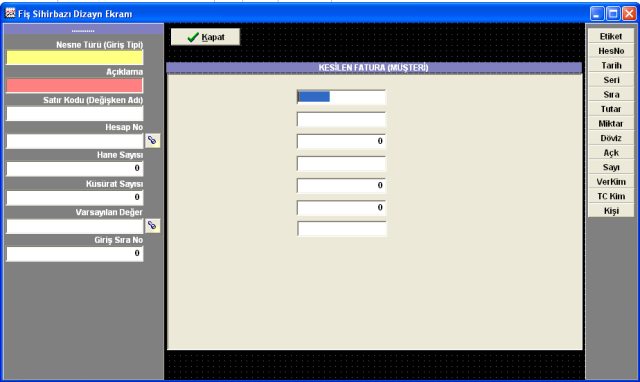 Fiş Sihirbazı Dizayn Ekranı
...........
Nesne Türü (Giriş Tipi)
Açıklama
Satır Kodu (Değişken Adı)
Hesap No
Hane Sayısı
0
Küsürat Sayısı
0
Varsayılan Değer
Giriş Sıra No
0
Kapat
KESİLEN FATURA (MÜŞTERİ)
0
0
0
Etiket
HesNo
Tarih
Seri
Sıra
Tutar
Miktar
Döviz
Açk
Sayı
VerKim
TC Kim
Kişi